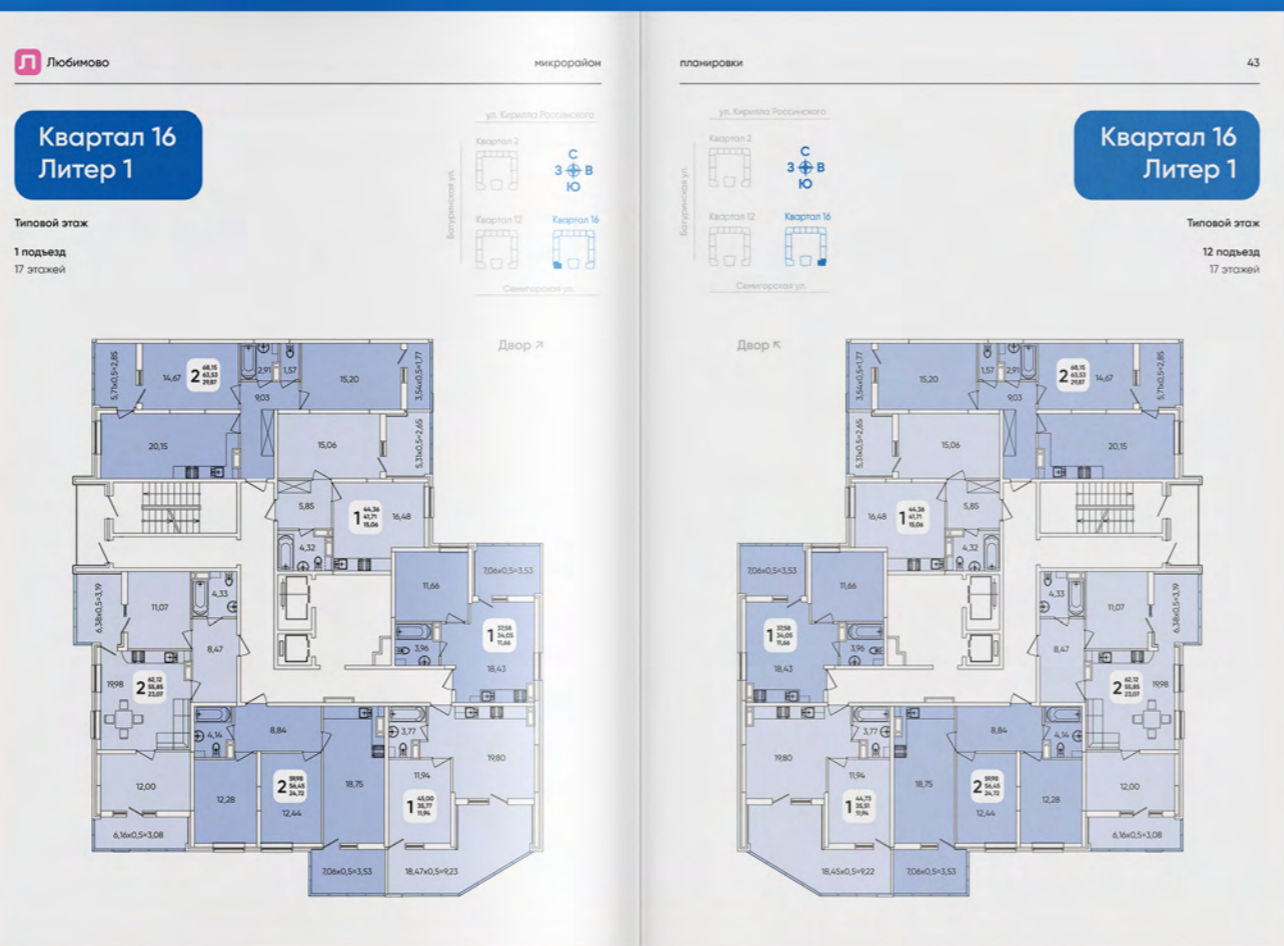 Любимово
микрорайон
Квартал 16
Литер 1
Типовой этаж
1 подъезд
17 этажей
ул. Кирилла Россинского
Батуринская ул.
Квартал 2
С
З В
Ю
Квартал 12
Квартал 16
Семигорская ул.
Двор
5,71x0,5=2,85
14,67
2
68,15
63,53
29,87
2,91
1,57
15,20
3,54x0,5=1,77
9,03
20,15
15,06
5,31x0,5=2,65
5,85
1
44,36
41,71
15,06
16,48
4,32
11,66
7,06x0,5=3,53
6,38x0,5=3,19
11,07
4,33
1
37,58
34,05
11,66
3,96
8,47
18,43
19,98
2
62,12
55,85
23,07
4,14
8,84
3,77
19,80
12,00
12,28
2
59,98
56,45
24,72
12,44
18,75
11,94
1
45,00
35,77
11,94
6,16x0,5=3,08
7,06x0,5=3,53
18,47x0,5=9,23
планировки
43
Квартал 16
Литер 1
Типовой этаж
12 подъезд
17 этажей
ул. Кирилла Россинского
Батуринская ул.
Квартал 2
С
З В
Ю
Квартал 12
Квартал 16
Семигорская ул.
Двор
3,54x0,5=1,77
15,20
1,57
2,91
2
68,15
63,53
29,87
14,67
5,71x0,5=2,85
9,03
5,31x0,5=2,65
15,06
20,15
16,48
1
44,36
41,71
15,06
5,85
4,32
7,06x0,5=3,53
11,66
4,33
11,07
6,38x0,5=3,19
1
37,58
34,05
11,66
3,96
8,47
18,43
2
62,12
55,85
23,07
19,98
3,77
8,84
4,14
19,80
11,94
18,75
2
59,98
56,45
24,72
12,44
12,28
12,00
1
44,73
35,51
11,94
6,16x0,5=3,08
18,45x0,5=9,22
7,06x0,5=3,53